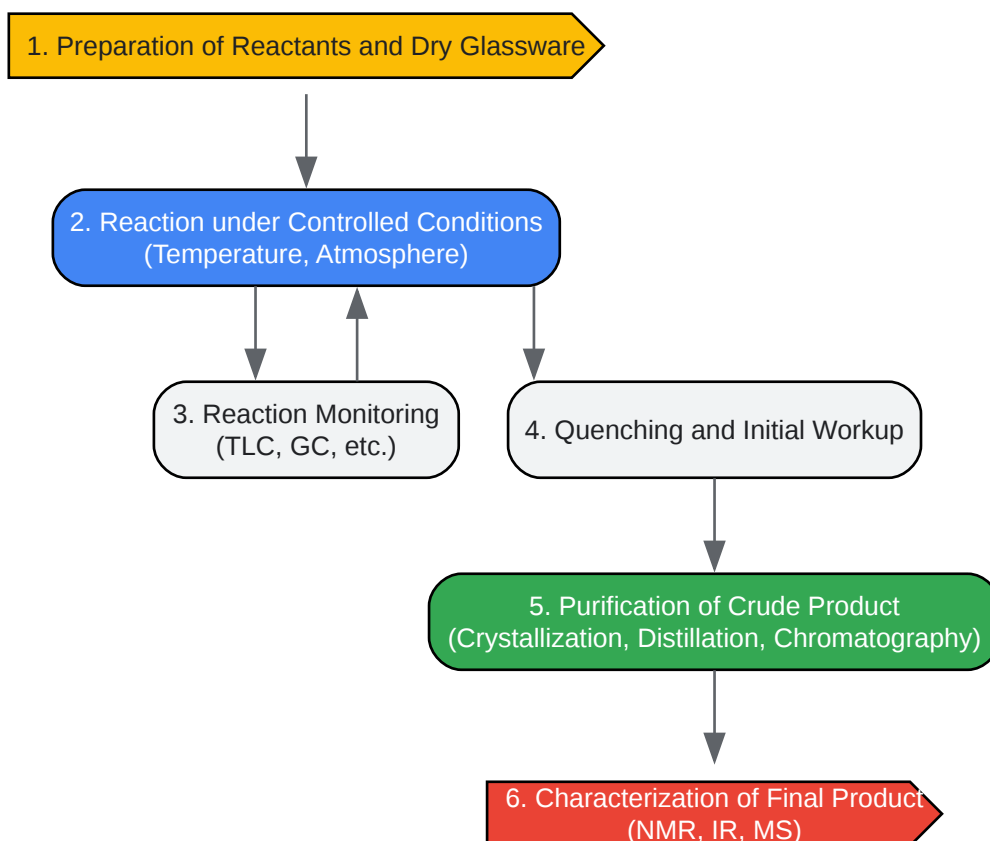 1. Preparation of Reactants and Dry Glassware
2. Reaction under Controlled Conditions
(Temperature, Atmosphere)
3. Reaction Monitoring
(TLC, GC, etc.)
4. Quenching and Initial Workup
5. Purification of Crude Product
(Crystallization, Distillation, Chromatography)
6. Characterization of Final Product
(NMR, IR, MS)